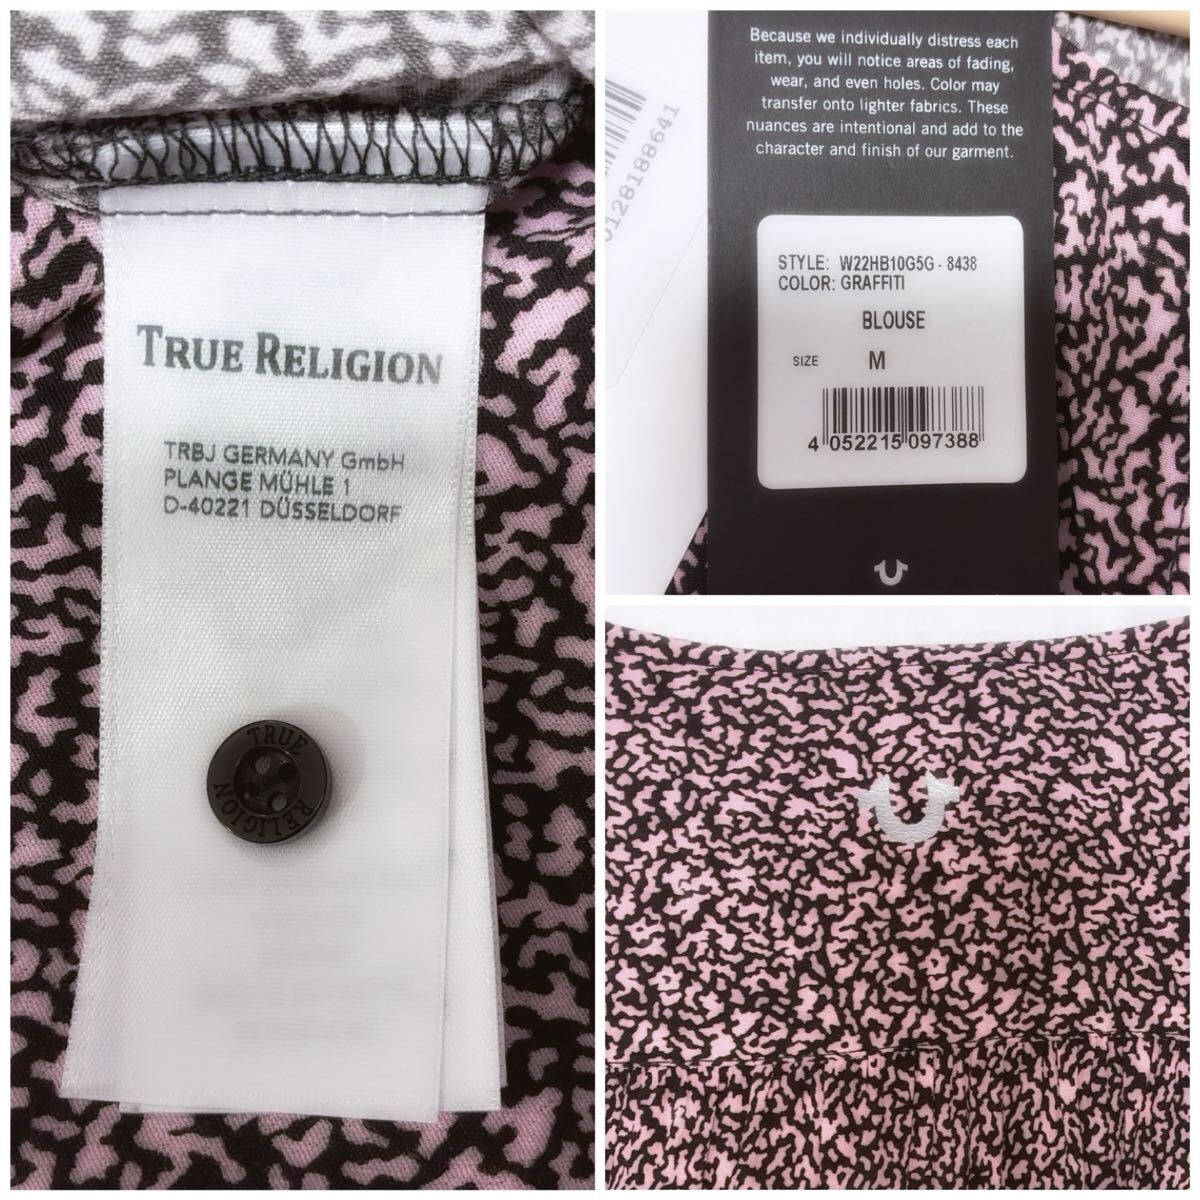 TRUE RELIGION
TRBJ GERMANY GmbH
PLANGE MÜHLE 1
D-40221 DÜSSELDORF
TRUE
RELIGION
Because we individually distress each
item, you will notice areas of fading,
wear, and even holes. Color may
transfer onto lighter fabrics. These
nuances are intentional and add to the
character and finish of our garment.
0128188641
STYLE: W22HB10G5G - 8438
COLOR: GRAFFITI
BLOUSE
SIZE M
4 052215 097388